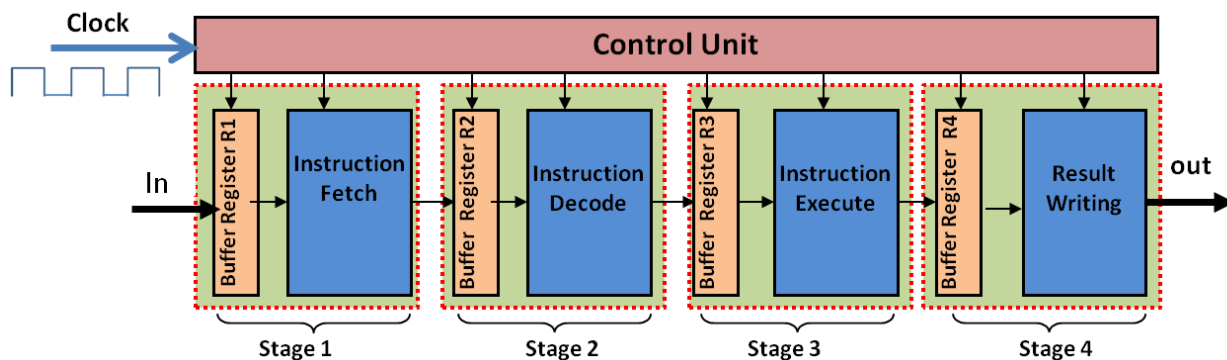 Clock
Control Unit
In
Buffer Register R1
Instruction
Fetch
Buffer Register R2
Instruction
Decode
Buffer Register R3
Instruction
Execute
Buffer Register R4
Result
Writing
out
Stage 1
Stage 2
Stage 3
Stage 4